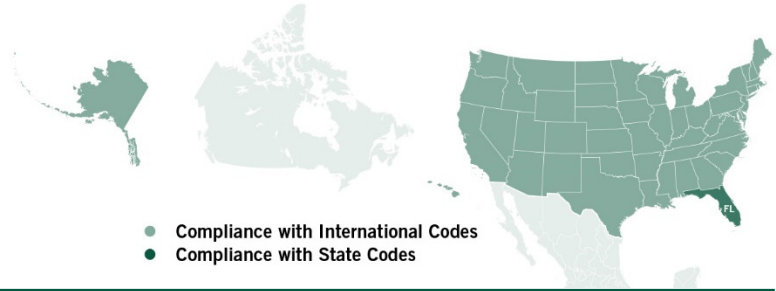 FL
Compliance with International Codes
Compliance with State Codes